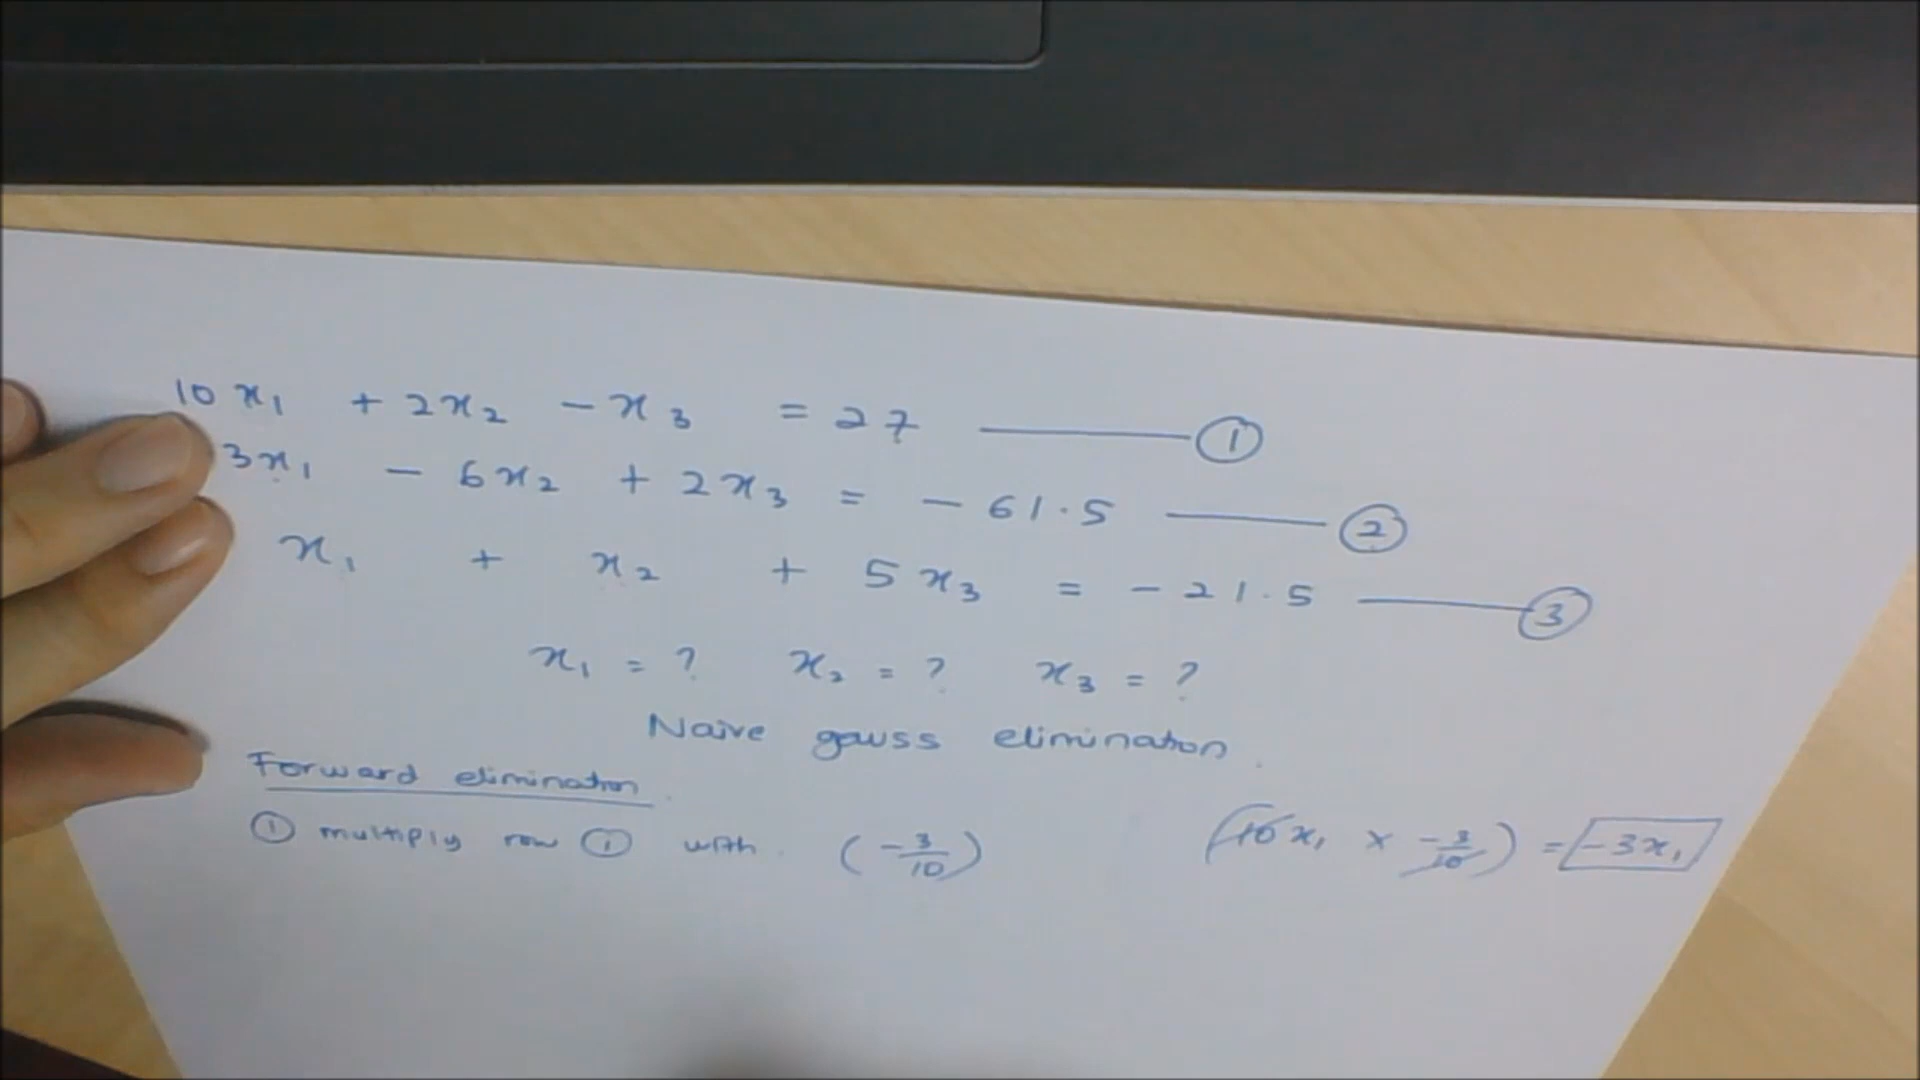 10x₁ + 2x₂ - x₃ = 27 ——— ①
3x₁ - 6x₂ + 2x₃ = -61.5 ——— ②
x₁ + x₂ + 5x₃ = -21.5 ——— ③
x₁ = ? x₂ = ? x₃ = ?
Naive gauss elimination.
Forward elimination
① multiply row ① with (-3/10) (10x₁ × -3/10) = -3x₁